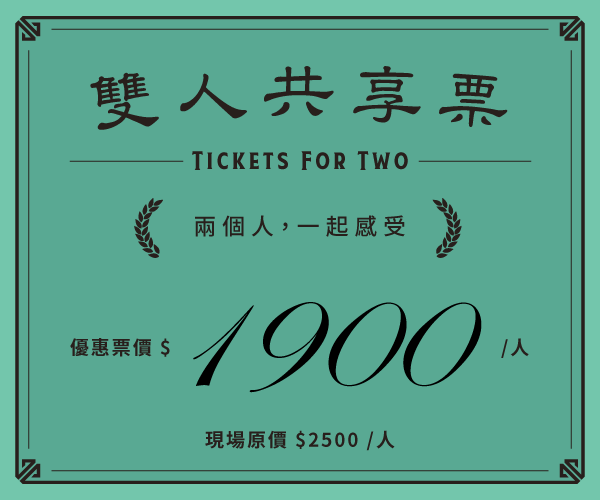 雙人共享票
TICKETS FOR TWO
兩個人，一起感受
優惠票價 $ 1900 /人
現場原價 $2500 /人